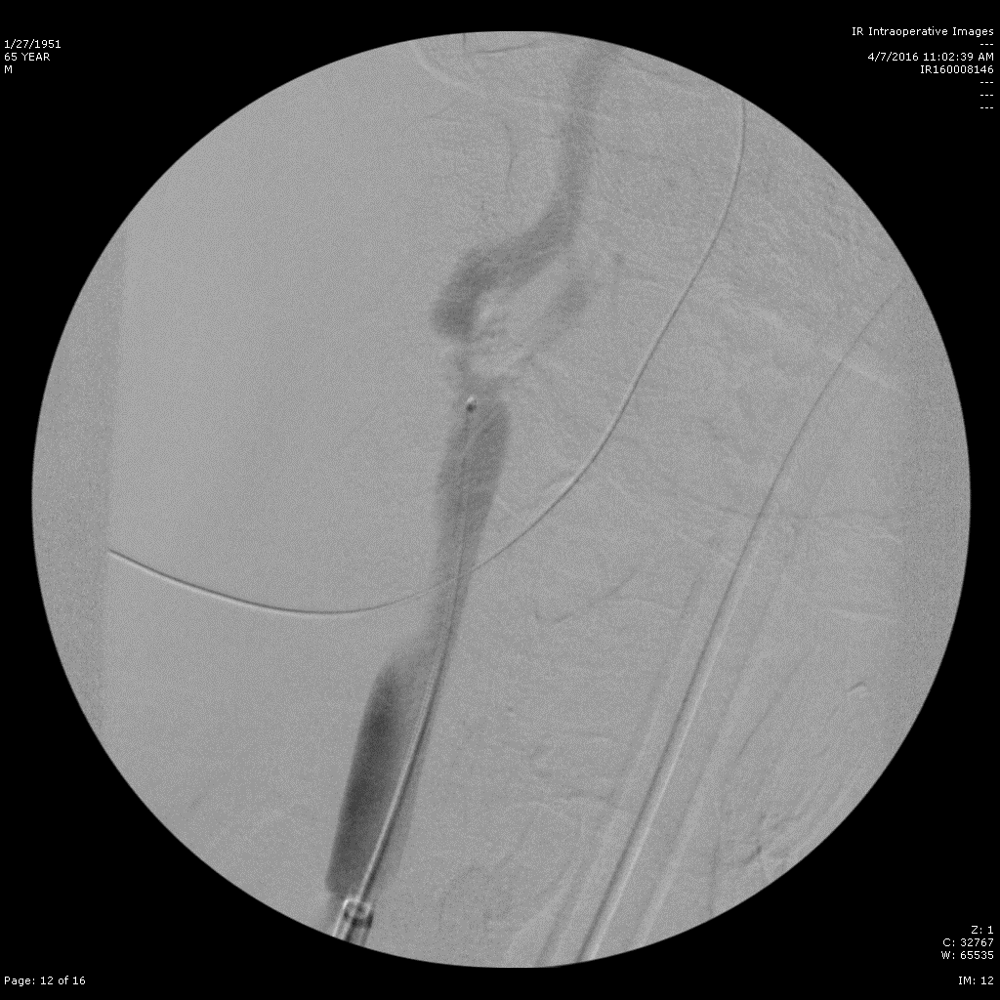 1/27/1951
65 YEAR
M
IR Intraoperative Images
---
4/7/2016 11:02:39 AM
IR160008146
---
---
---
Z: 1
C: 32767
W: 65535
Page: 12 of 16
IM: 12